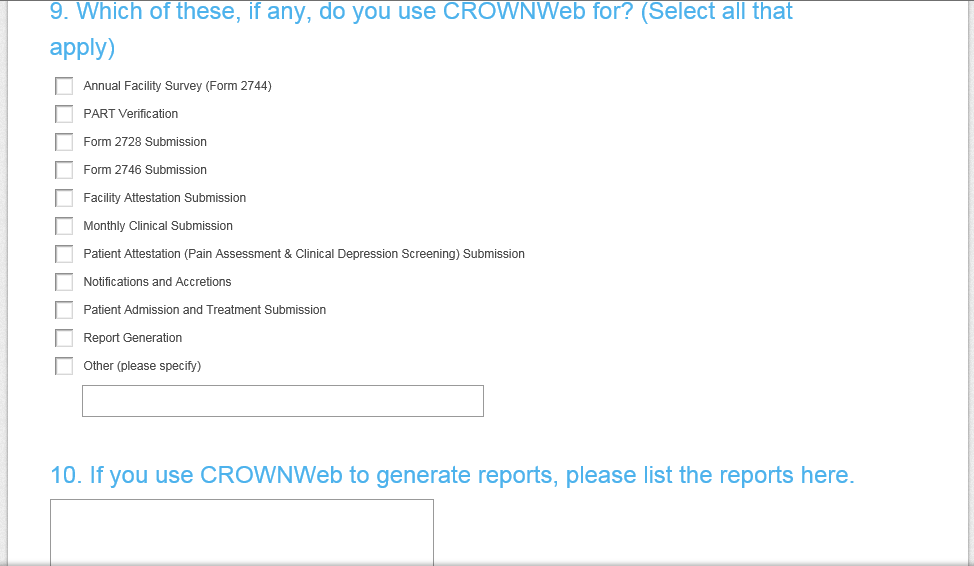 9. Which of these, if any, do you use CROWNWeb for? (Select all that
apply)
Annual Facility Survey (Form 2744)
PART Verification
Form 2728 Submission
Form 2746 Submission
Facility Attestation Submission
Monthly Clinical Submission
Patient Attestation (Pain Assessment & Clinical Depression Screening) Submission
Notifications and Accretions
Patient Admission and Treatment Submission
Report Generation
Other (please specify)
10. If you use CROWNWeb to generate reports, please list the reports here.